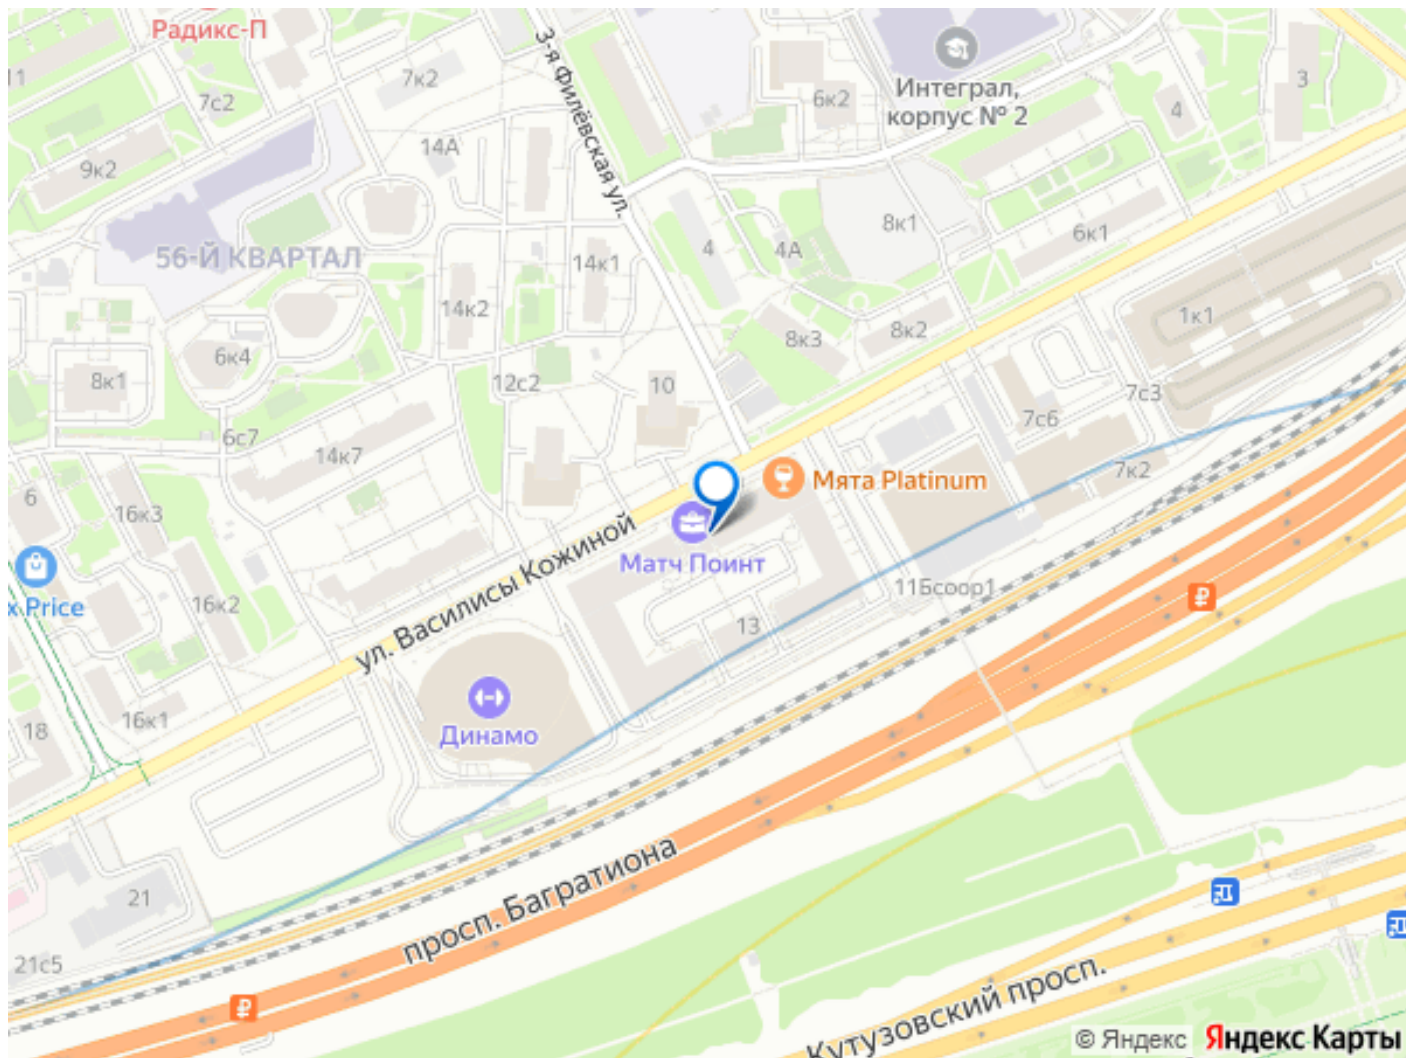 Радикс-П
11
7к2
7с2
3-я Филёвская ул.
6к2
Интеграл,
корпус № 2
4
3
14А
9к2
56-Й КВАРТАЛ
14к1
14к2
4
4А
8к1
6к1
1к1
8к3
8к2
6к4
8к1
12с2
10
7с3
7с6
7к2
6с7
14к7
Мята Platinum
6
16к3
Матч Поинт
ул. Василисы Кожиной
11Бсоор1
x Price
16к2
13
16к1
18
Динамо
21
21с5
просп. Багратиона
Кутузовский просп.
© Яндекс
Яндекс Карты